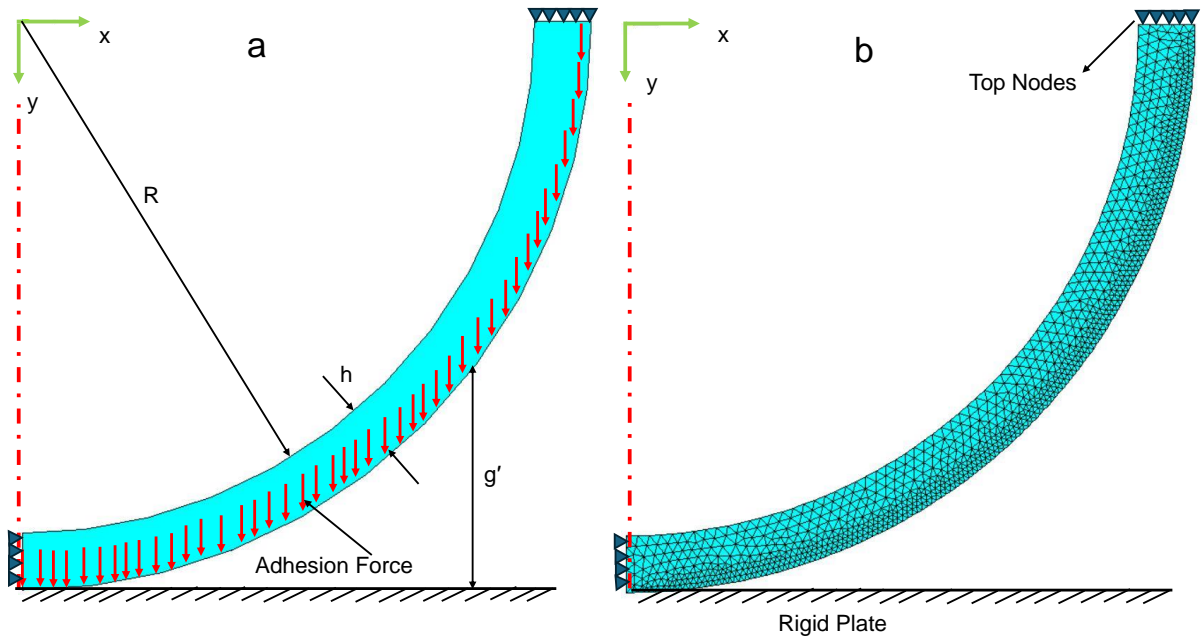 a
x
y
R
h
g′
Adhesion Force
b
x
y
Top Nodes
Rigid Plate